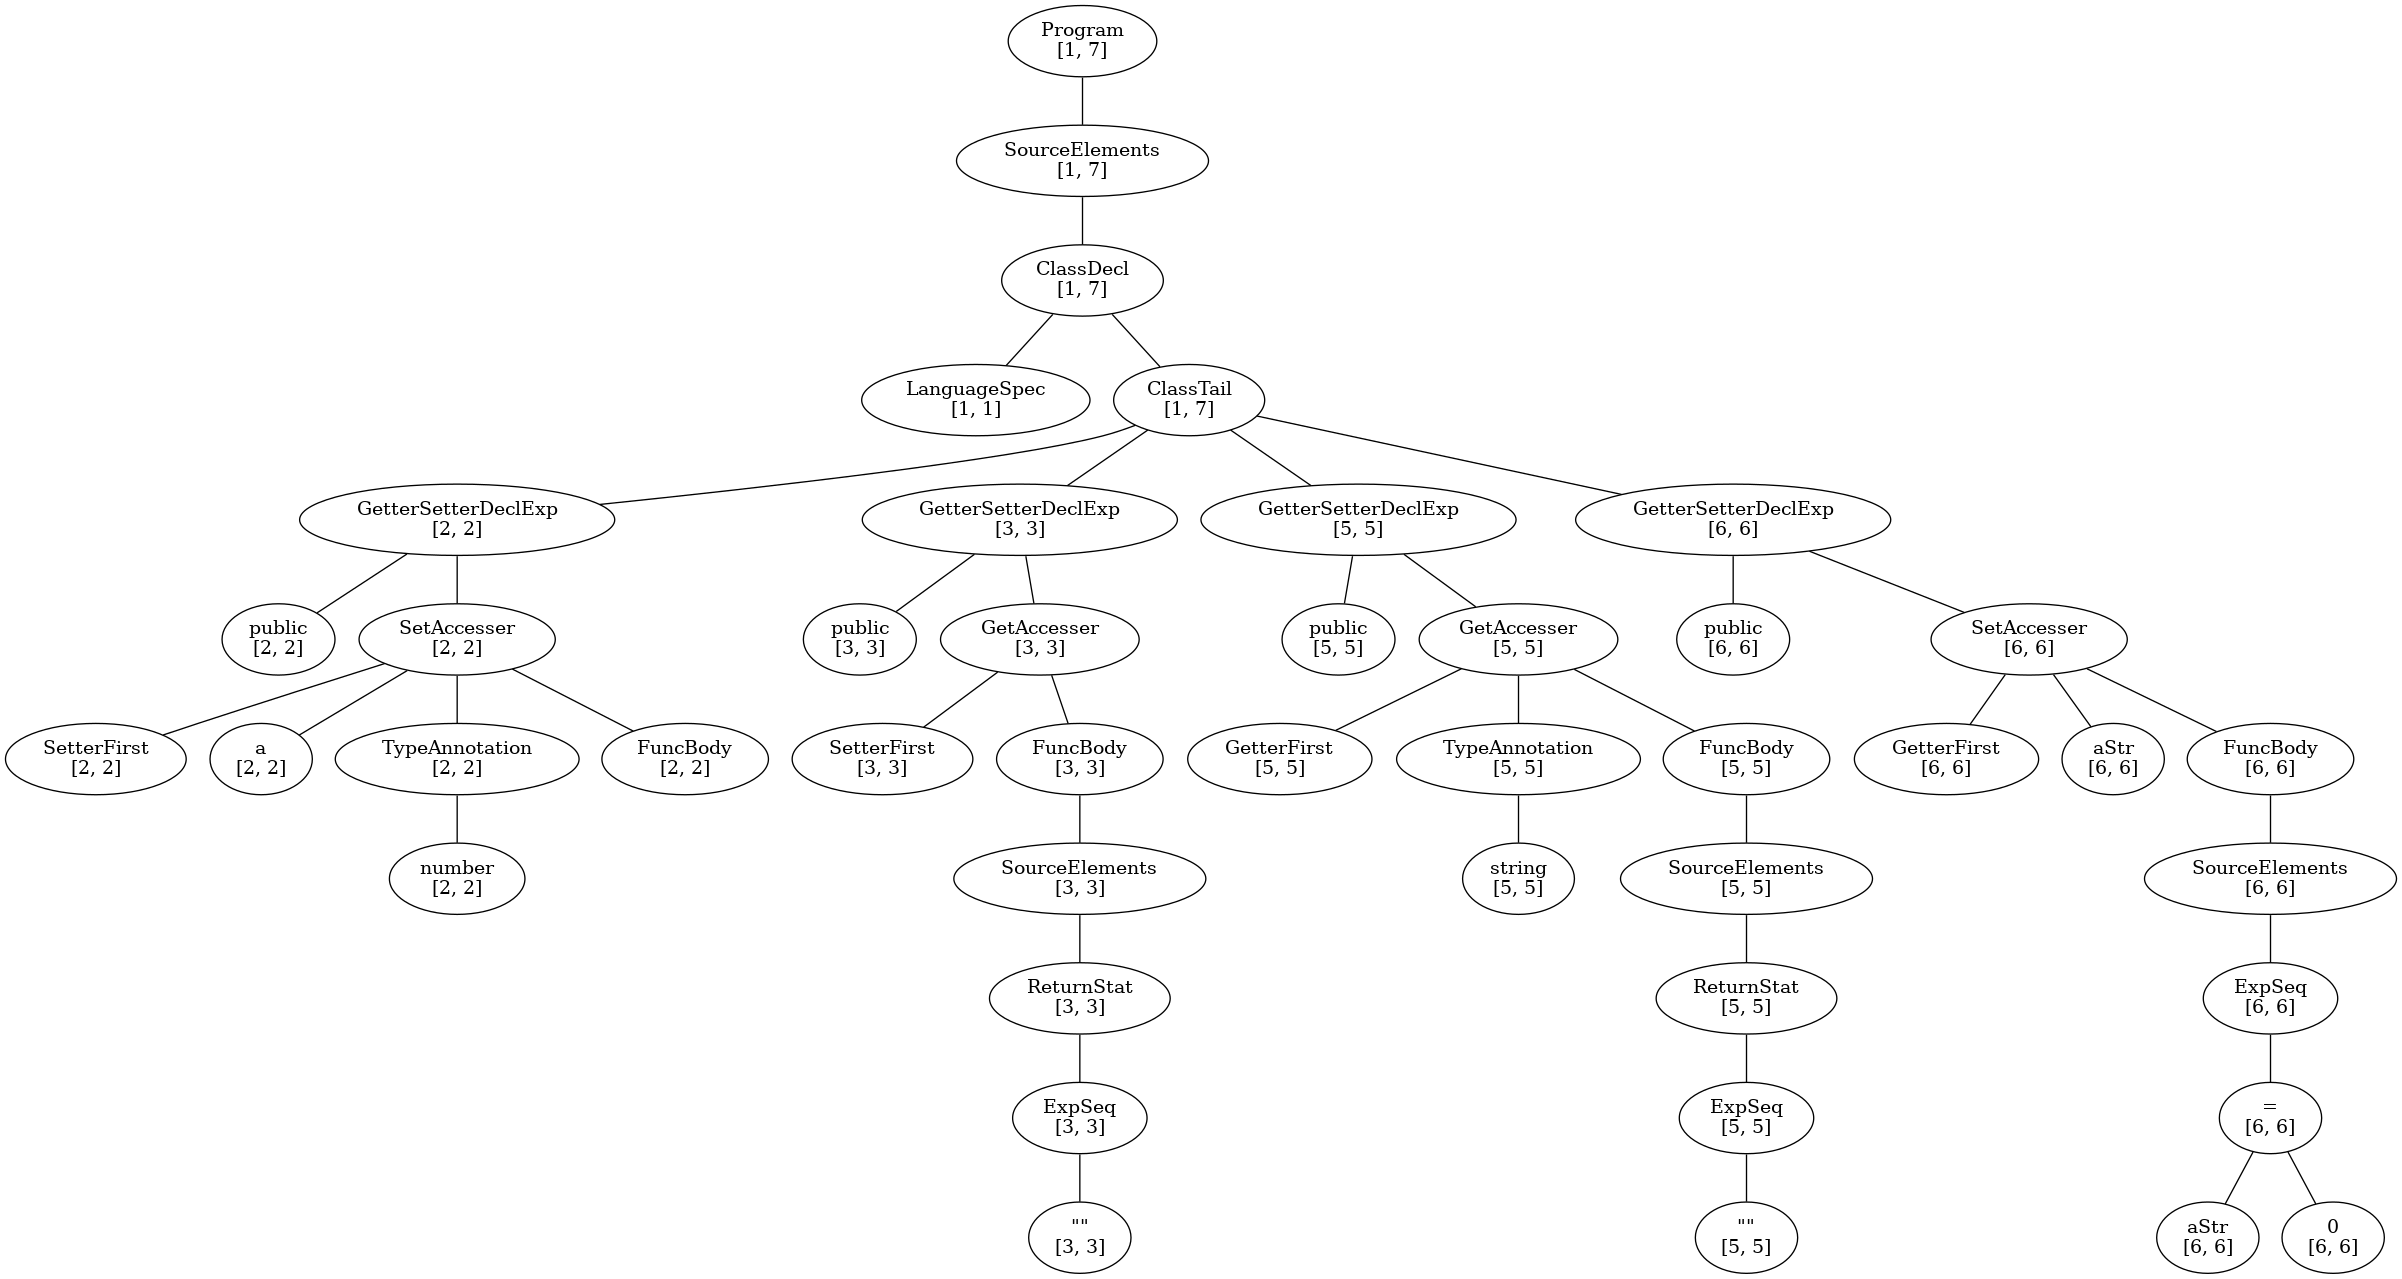 Program
[1, 7]
SourceElements
[1, 7]
ClassDecl
[1, 7]
LanguageSpec
[1, 1]
ClassTail
[1, 7]
GetterSetterDeclExp
[2, 2]
GetterSetterDeclExp
[3, 3]
GetterSetterDeclExp
[5, 5]
GetterSetterDeclExp
[6, 6]
public
[2, 2]
SetAccesser
[2, 2]
public
[3, 3]
GetAccesser
[3, 3]
public
[5, 5]
GetAccesser
[5, 5]
public
[6, 6]
SetAccesser
[6, 6]
SetterFirst
[2, 2]
a
[2, 2]
TypeAnnotation
[2, 2]
FuncBody
[2, 2]
SetterFirst
[3, 3]
FuncBody
[3, 3]
GetterFirst
[5, 5]
TypeAnnotation
[5, 5]
FuncBody
[5, 5]
GetterFirst
[6, 6]
aStr
[6, 6]
FuncBody
[6, 6]
number
[2, 2]
SourceElements
[3, 3]
string
[5, 5]
SourceElements
[5, 5]
SourceElements
[6, 6]
ReturnStat
[3, 3]
ReturnStat
[5, 5]
ExpSeq
[6, 6]
ExpSeq
[3, 3]
ExpSeq
[5, 5]
=
[6, 6]
""
[3, 3]
""
[5, 5]
aStr
[6, 6]
0
[6, 6]